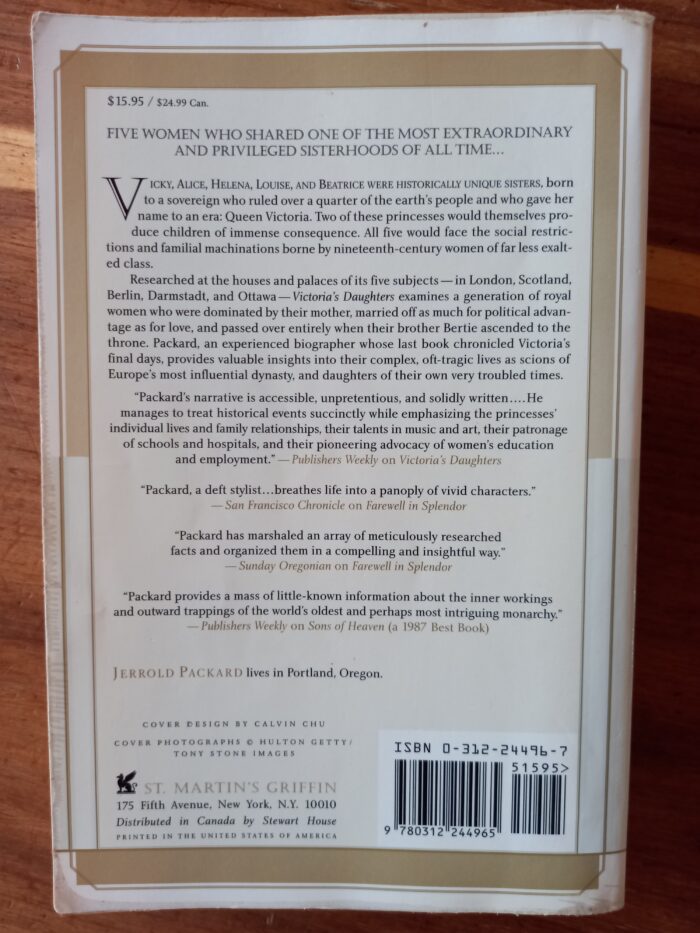 $15.95 / $24.99 Can.
FIVE WOMEN WHO SHARED ONE OF THE MOST EXTRAORDINARY
AND PRIVILEGED SISTERHOODS OF ALL TIME...
VICKY, ALICE, HELENA, LOUISE, AND BEATRICE WERE HISTORICALLY UNIQUE SISTERS, born
to a sovereign who ruled over a quarter of the earth's people and who gave her
name to an era: Queen Victoria. Two of these princesses would themselves pro-
duce children of immense consequence. All five would face the social restric-
tions and familial machinations borne by nineteenth-century women of far less exalt-
ed class.
Researched at the houses and palaces of its five subjects—in London, Scotland,
Berlin, Darmstadt, and Ottawa—Victoria's Daughters examines a generation of royal
women who were dominated by their mother, married off as much for political advan-
tage as for love, and passed over entirely when their brother Bertie ascended to the
throne. Packard, an experienced biographer whose last book chronicled Victoria's
final days, provides valuable insights into their complex, oft-tragic lives as scions of
Europe's most influential dynasty, and daughters of their own very troubled times.
"Packard's narrative is accessible, unpretentious, and solidly written....He
manages to treat historical events succinctly while emphasizing the princesses'
individual lives and family relationships, their talents in music and art, their patronage
of schools and hospitals, and their pioneering advocacy of women's education
and employment." —Publishers Weekly on Victoria's Daughters
"Packard, a deft stylist...breathes life into a panoply of vivid characters."
—San Francisco Chronicle on Farewell in Splendor
"Packard has marshaled an array of meticulously researched
facts and organized them in a compelling and insightful way."
—Sunday Oregonian on Farewell in Splendor
"Packard provides a mass of little-known information about the inner workings
and outward trappings of the world's oldest and perhaps most intriguing monarchy."
—Publishers Weekly on Sons of Heaven (a 1987 Best Book)
JERROLD PACKARD lives in Portland, Oregon.
COVER DESIGN BY CALVIN CHU
COVER PHOTOGRAPHS © HULTON GETTY/
TONY STONE IMAGES
ST. MARTIN'S GRIFFIN
175 Fifth Avenue, New York, N.Y. 10010
Distributed in Canada by Stewart House
PRINTED IN THE UNITED STATES OF AMERICA
ISBN 0-312-24496-7
51595>
9 780312 244965